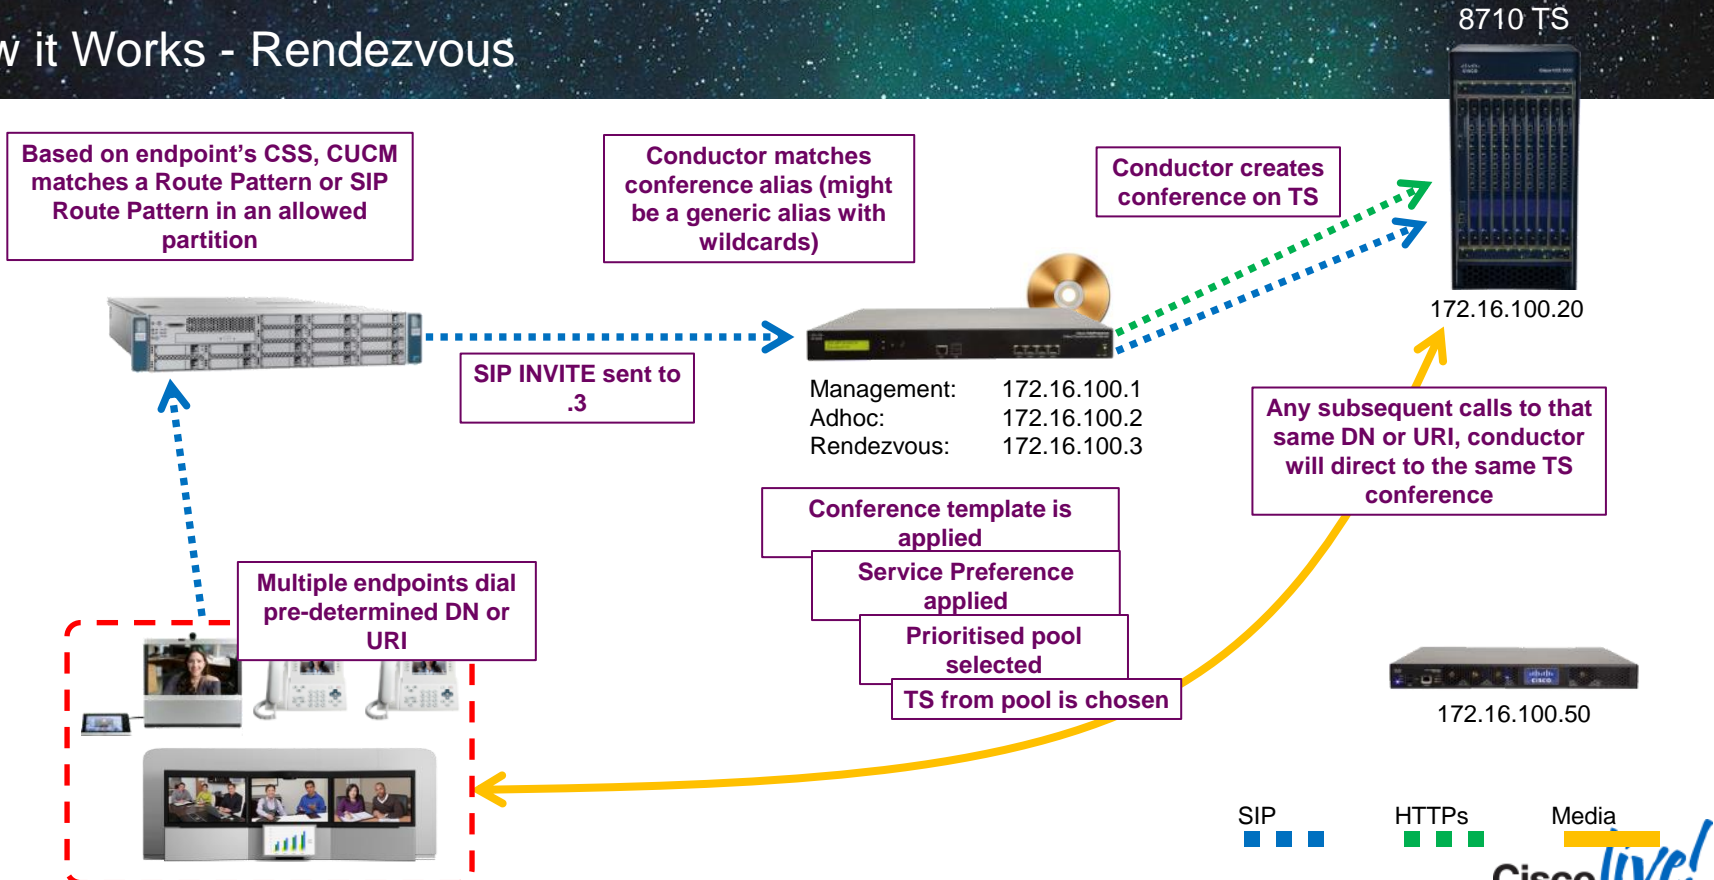 w it Works - Rendezvous
8710 TS
Based on endpoint's CSS, CUCM
matches a Route Pattern or SIP
Route Pattern in an allowed
partition
Conductor matches
conference alias (might
be a generic alias with
wildcards)
Conductor creates
conference on TS
172.16.100.20
SIP INVITE sent to
.3
Management: 172.16.100.1
Adhoc: 172.16.100.2
Rendezvous: 172.16.100.3
Any subsequent calls to that
same DN or URI, conductor
will direct to the same TS
conference
Conference template is
applied
Service Preference
applied
Prioritised pool
selected
TS from pool is chosen
Multiple endpoints dial
pre-determined DN or
URI
CISCO
172.16.100.50
SIP HTTPs Media
Cisco live!